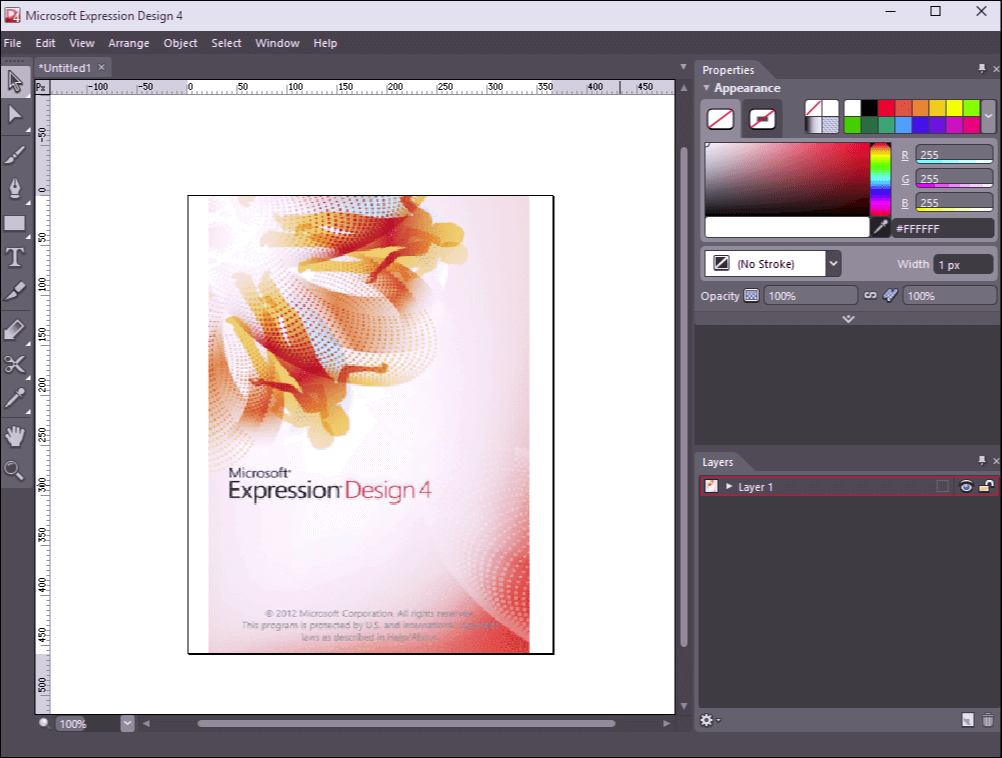 Microsoft Expression Design 4
File Edit View Arrange Object Select Window Help
*Untitled1 ×
Px -100 -50 0 50 100 150 200 250 300 350 400 450
-50
0
50
100
150
200
250
300
350
400
450
500
Microsoft
Expression Design 4
© 2012 Microsoft Corporation. All rights reserved.
This program is protected by U.S. and international copyright
laws as described in Help/About.
100%
Properties
Appearance
R 255
G 255
B 255
#FFFFFF
(No Stroke) Width 1 px
Opacity 100% 100%
Layers
Layer 1